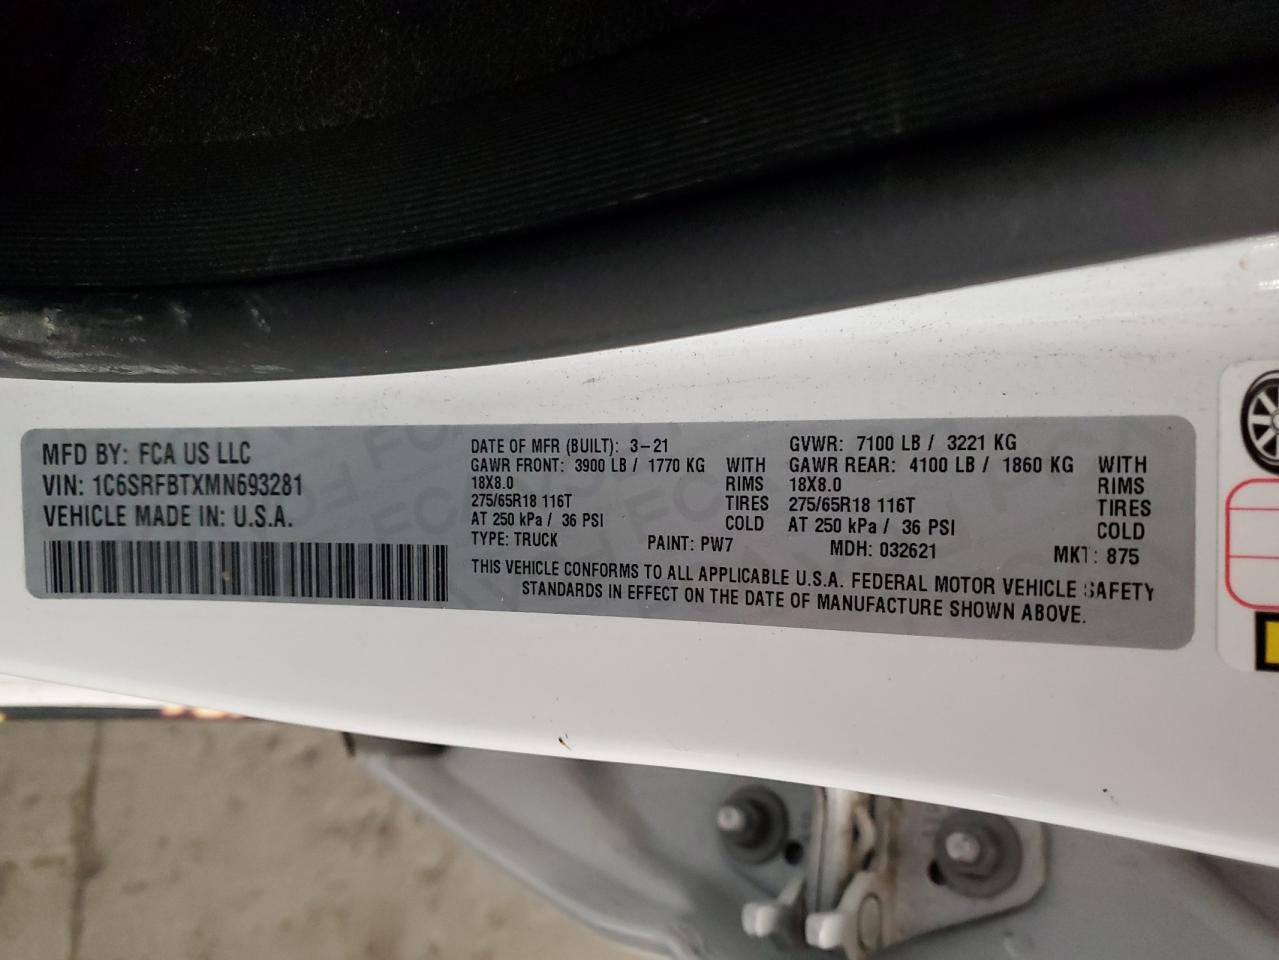 MFD BY: FCA US LLC
VIN: 1C6SRFBTXMN693281
VEHICLE MADE IN: U.S.A.
DATE OF MFR (BUILT): 3-21 GVWR: 7100 LB / 3221 KG
GAWR FRONT: 3900 LB / 1770 KG WITH GAWR REAR: 4100 LB / 1860 KG WITH
18X8.0 RIMS 18X8.0 RIMS
275/65R18 116T TIRES 275/65R18 116T TIRES
AT 250 kPa / 36 PSI COLD AT 250 kPa / 36 PSI COLD
TYPE: TRUCK PAINT: PW7 MDH: 032621 MKT: 875
THIS VEHICLE CONFORMS TO ALL APPLICABLE U.S.A. FEDERAL MOTOR VEHICLE SAFETY
STANDARDS IN EFFECT ON THE DATE OF MANUFACTURE SHOWN ABOVE.